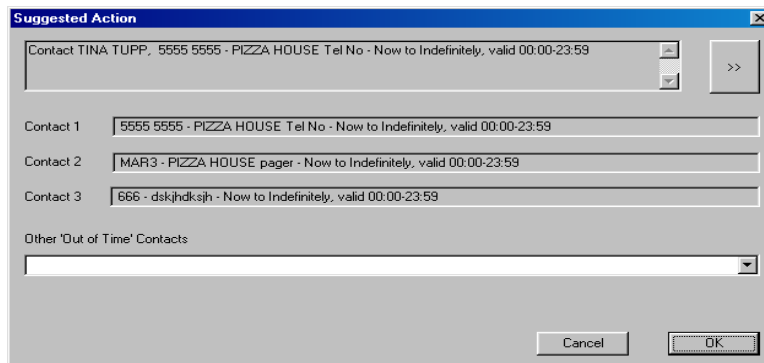 Suggested Action
Contact TINA TUPP,  5555 5555 - PIZZA HOUSE Tel No - Now to Indefinitely, valid 00:00-23:59
>>
Contact 1 5555 5555 - PIZZA HOUSE Tel No - Now to Indefinitely, valid 00:00-23:59
Contact 2 MAR3 - PIZZA HOUSE pager - Now to Indefinitely, valid 00:00-23:59
Contact 3 666 - dskjhdksjh - Now to Indefinitely, valid 00:00-23:59
Other 'Out of Time' Contacts
Cancel OK